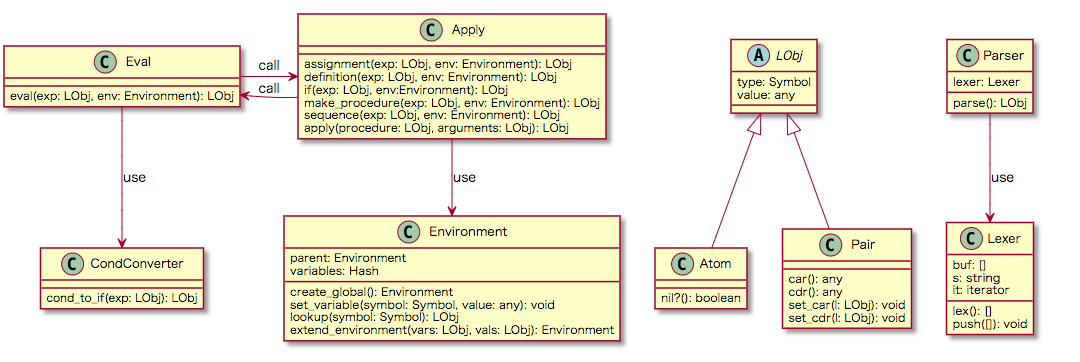 C Eval
eval(exp: LObj, env: Environment): LObj
call
call
C Apply
assignment(exp: LObj, env: Environment): LObj
definition(exp: LObj, env: Environment): LObj
if(exp: LObj, env:Environment): LObj
make_procedure(exp: LObj, env: Environment): LObj
sequence(exp: LObj, env: Environment): LObj
apply(procedure: LObj, arguments: LObj): LObj
use
use
C CondConverter
cond_to_if(exp: LObj): LObj
C Environment
parent: Environment
variables: Hash
create_global(): Environment
set_variable(symbol: Symbol, value: any): void
lookup(symbol: Symbol): LObj
extend_environment(vars: LObj, vals: LObj): Environment
A LObj
type: Symbol
value: any
C Atom
nil?(): boolean
C Pair
car(): any
cdr(): any
set_car(l: LObj): void
set_cdr(l: LObj): void
C Parser
lexer: Lexer
parse(): LObj
use
C Lexer
buf: []
s: string
it: iterator
lex(): []
push([]): void